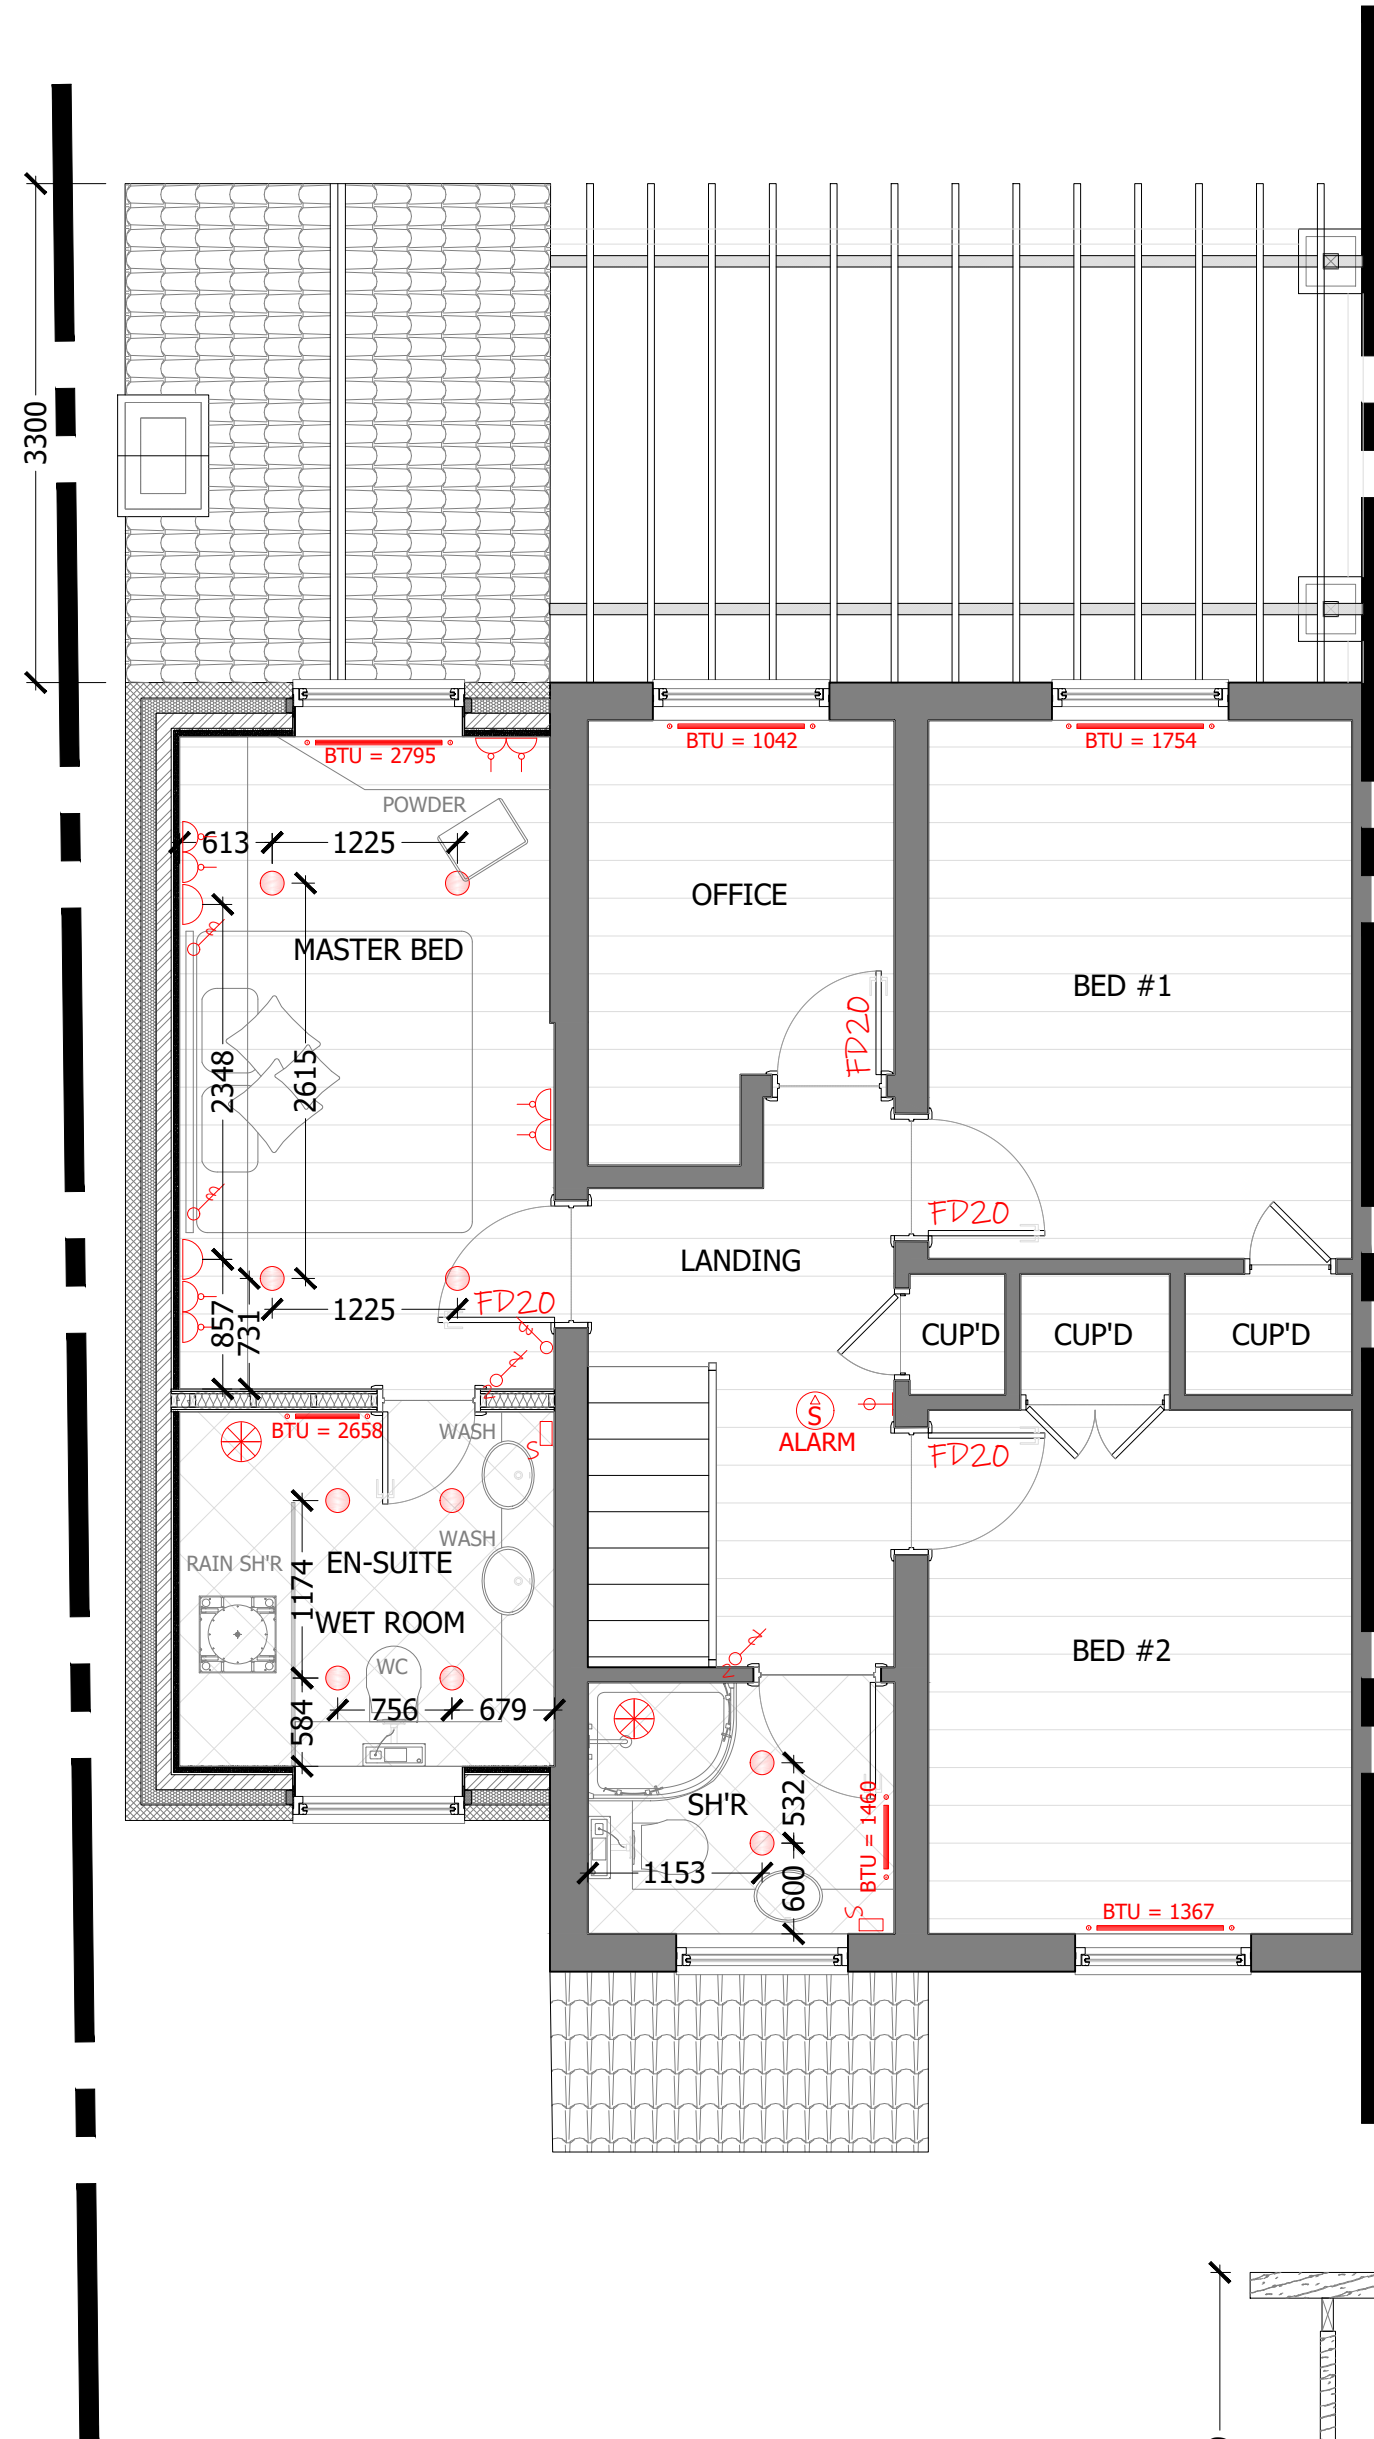 3300
BTU = 2795
BTU = 1042
BTU = 1754
POWDER
613
1225
OFFICE
MASTER BED
BED #1
FD20
2348
2615
FD20
LANDING
1225
FD20
857
731
CUP'D
CUP'D
CUP'D
S
ALARM
BTU = 2658
WASH
S
FD20
WASH
RAIN SH'R
EN-SUITE
1174
WET ROOM
BED #2
WC
2
2
584
756
679
532
SH'R
BTU = 1460
1153
600
S
BTU = 1367